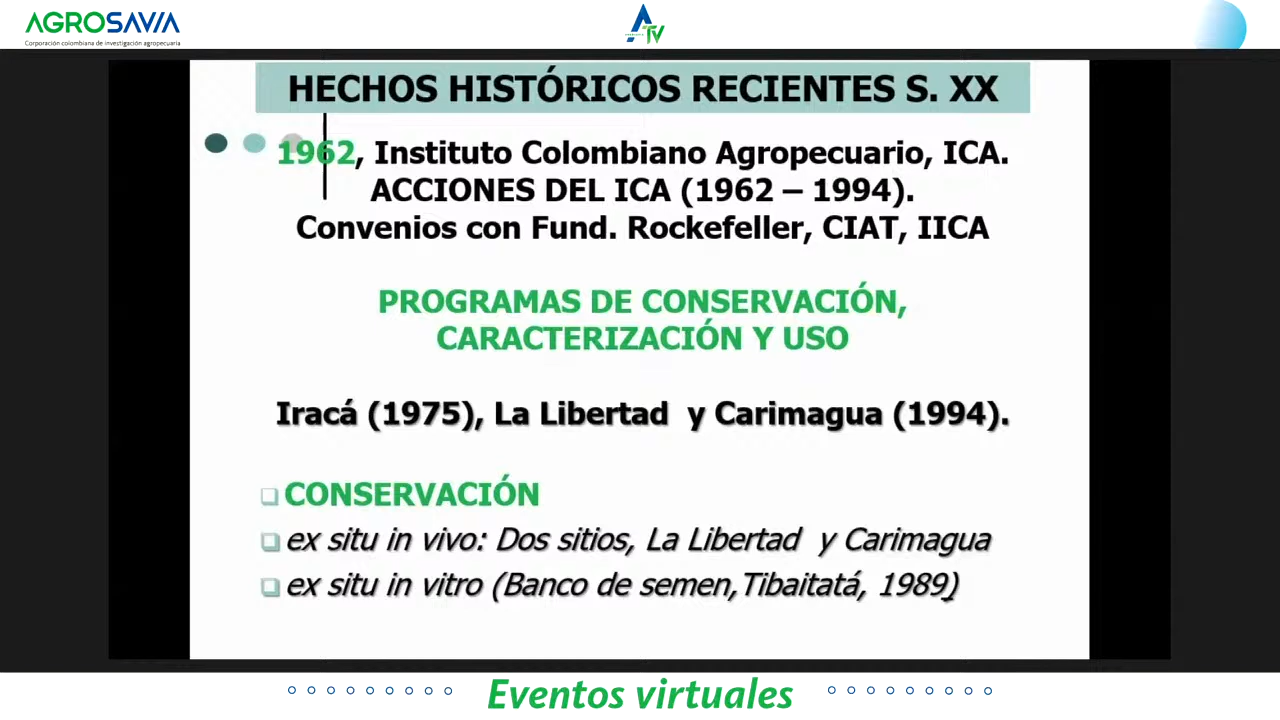 AGROSAVIA
Corporación colombiana de investigación agropecuaria
ATV
HECHOS HISTÓRICOS RECIENTES S. XX
1962, Instituto Colombiano Agropecuario, ICA.
ACCIONES DEL ICA (1962 – 1994).
Convenios con Fund. Rockefeller, CIAT, IICA
PROGRAMAS DE CONSERVACIÓN,
CARACTERIZACIÓN Y USO
Iracá (1975), La Libertad y Carimagua (1994).
CONSERVACIÓN
ex situ in vivo: Dos sitios, La Libertad y Carimagua
ex situ in vitro (Banco de semen,Tibaitatá, 1989)
Eventos virtuales